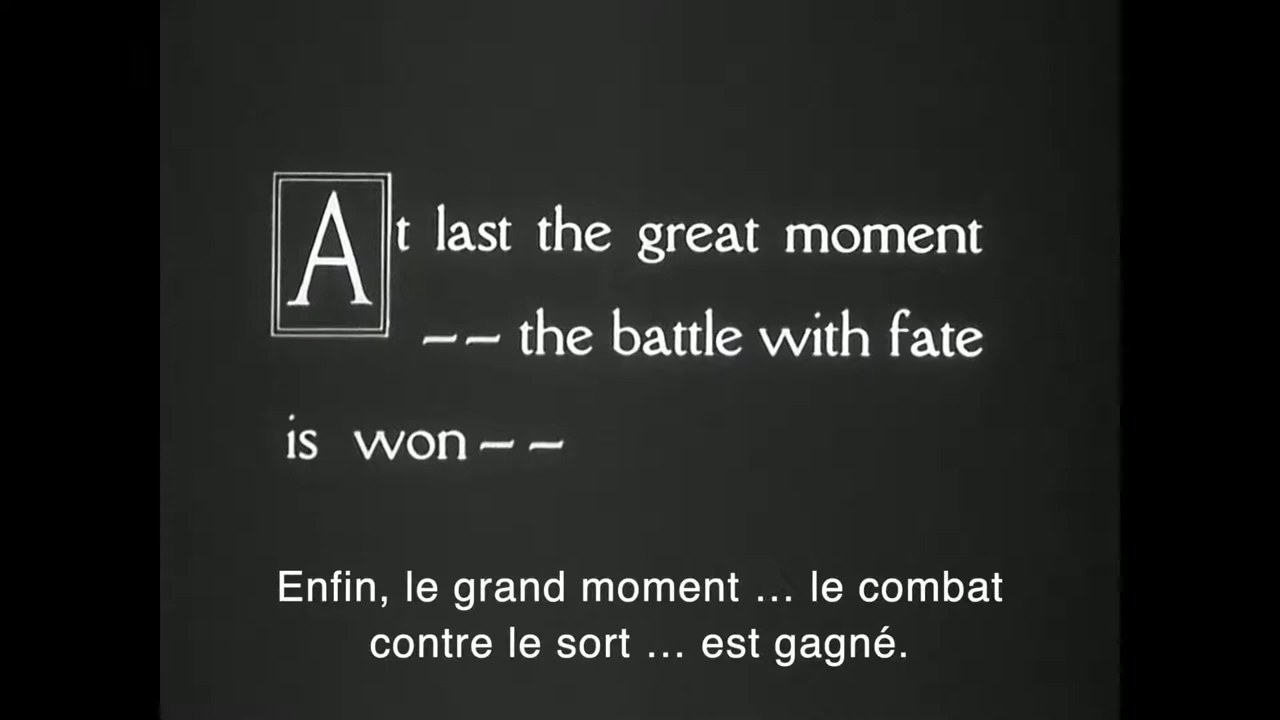 At last the great moment
–– the battle with fate
is won––
Enfin, le grand moment ... le combat
contre le sort ... est gagné.